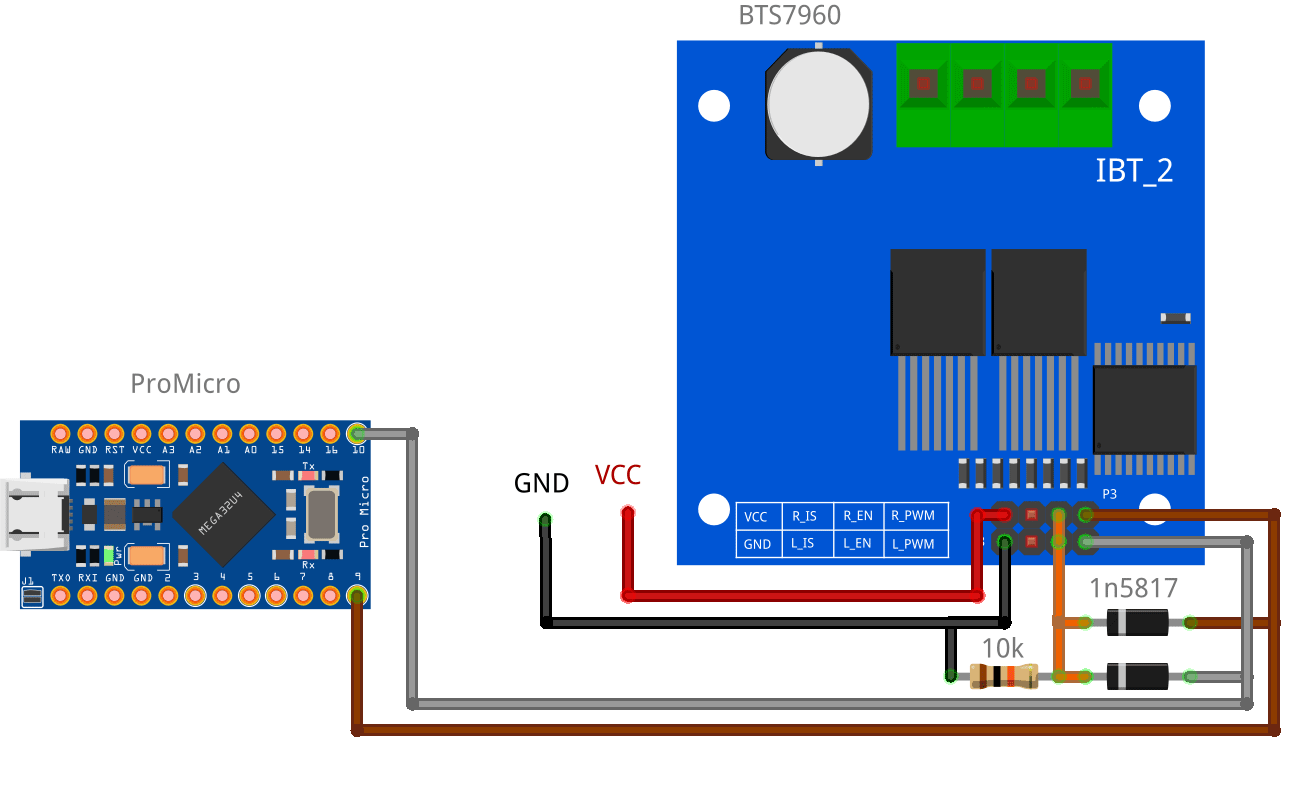 BTS7960
IBT_2
ProMicro
RAW GND RST VCC A3 A2 A1 A0 15 14 16 10
Tx
MEGA32U4
Pro Micro
Pwr
Rx
J1
TXO RXI GND GND 2 3 4 5 6 7 8 9
GND VCC
P3
VCC R_IS R_EN R_PWM
GND L_IS L_EN L_PWM
1n5817
10k